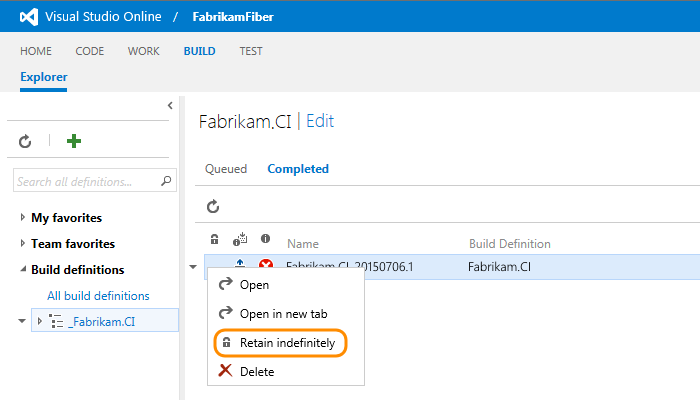 Visual Studio Online / FabrikamFiber
HOME CODE WORK BUILD TEST
Explorer
Fabrikam.CI | Edit
Queued Completed
Search all definitions...
My favorites
Team favorites
Build definitions
All build definitions
_Fabrikam.CI
Name Build Definition
Fabrikam.CI_20150706.1 Fabrikam.CI
Open
Open in new tab
Retain indefinitely
Delete